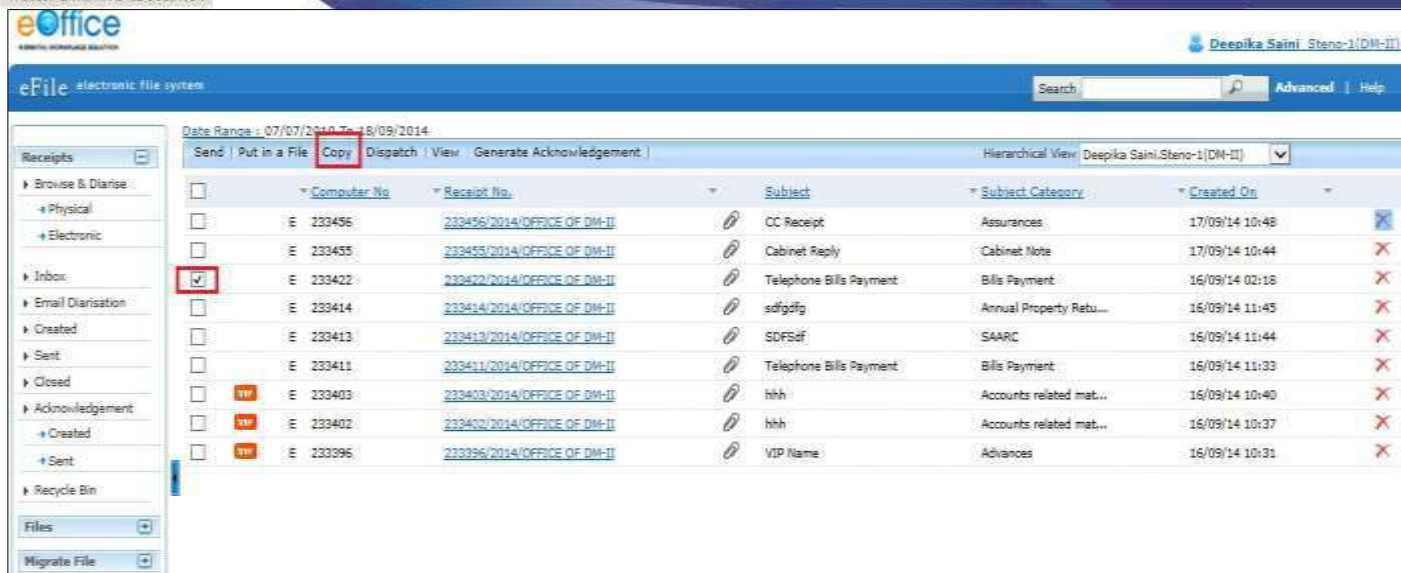 eOffice
A DIGITAL WORKPLACE SOLUTION
Deepika Saini Steno-1(DM-II)
eFile electronic file system
Search
Advanced | Help
Date Range : 07/07/2010 To 18/09/2014
Send | Put in a File | Copy | Dispatch | View | Generate Acknowledgement |
Hierarchical View Deepika Saini.Steno-1(DM-II)
Receipts
Browse & Diarise
Physical
Electronic
Inbox
Email Diarisation
Created
Sent
Closed
Acknowledgement
Created
Sent
Recycle Bin
Files
Migrate File
Computer No Receipt No. Subject Subject Category Created On
E 233456 233456/2014/OFFICE OF DM-II CC Receipt Assurances 17/09/14 10:48
E 233455 233455/2014/OFFICE OF DM-II Cabinet Reply Cabinet Note 17/09/14 10:44
E 233422 233422/2014/OFFICE OF DM-II Telephone Bills Payment Bills Payment 16/09/14 02:18
E 233414 233414/2014/OFFICE OF DM-II sdfgdfg Annual Property Retu... 16/09/14 11:45
E 233413 233413/2014/OFFICE OF DM-II SDFSdf SAARC 16/09/14 11:44
E 233411 233411/2014/OFFICE OF DM-II Telephone Bills Payment Bills Payment 16/09/14 11:33
VIP E 233403 233403/2014/OFFICE OF DM-II hhh Accounts related mat... 16/09/14 10:40
VIP E 233402 233402/2014/OFFICE OF DM-II hhh Accounts related mat... 16/09/14 10:37
VIP E 233396 233396/2014/OFFICE OF DM-II VIP Name Advances 16/09/14 10:31